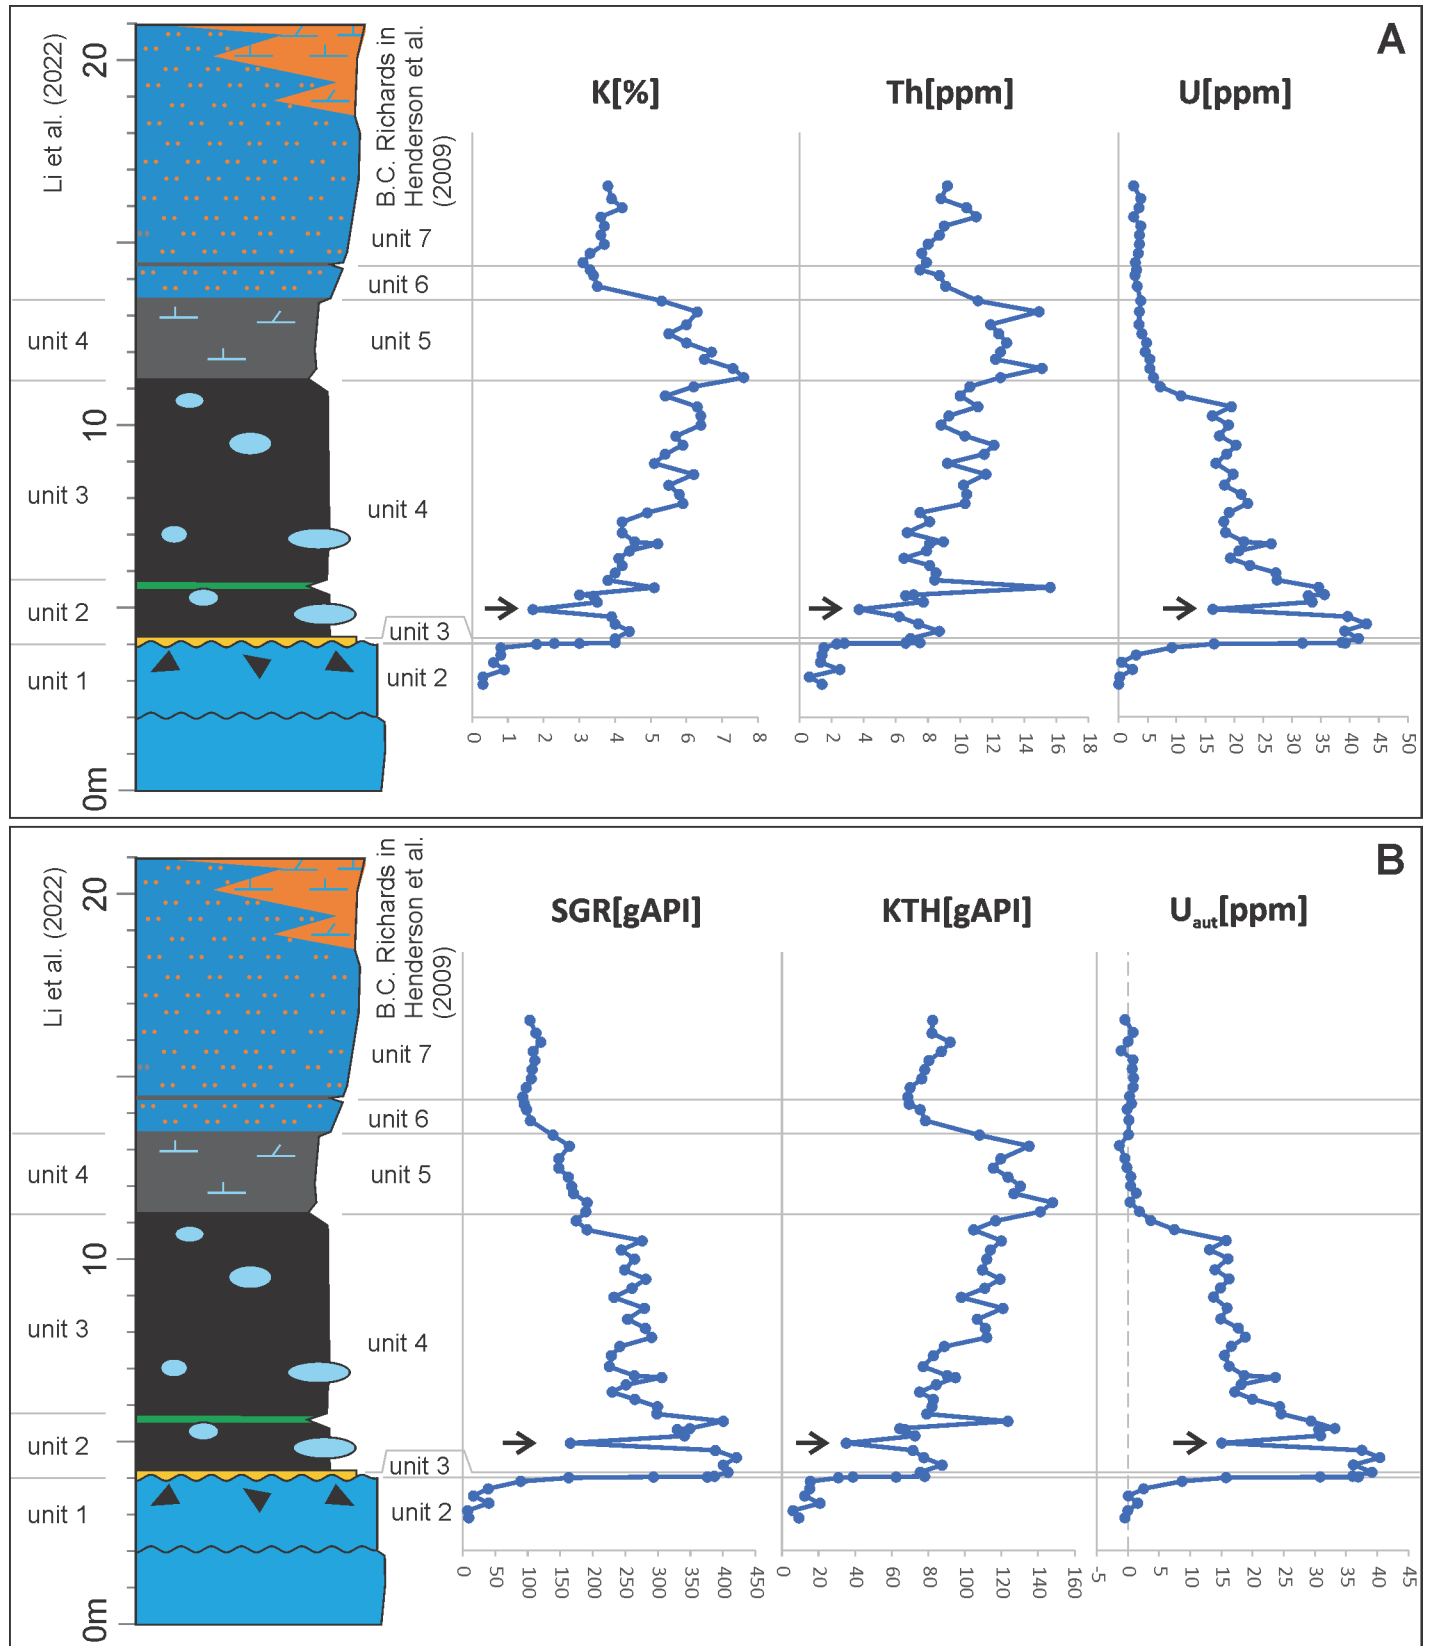 A
Li et al. (2022)
B.C. Richards in
Henderson et al.
(2009)
K[%]
Th[ppm]
U[ppm]
20
10
0m
unit 4
unit 3
unit 2
unit 1
unit 7
unit 6
unit 5
unit 4
unit 3
unit 2
0 1 2 3 4 5 6 7 8
0 2 4 6 8 10 12 14 16 18
0 5 10 15 20 25 30 35 40 45 50
B
Li et al. (2022)
B.C. Richards in
Henderson et al.
(2009)
SGR[gAPI]
KTH[gAPI]
Uaut[ppm]
20
10
0m
unit 4
unit 3
unit 2
unit 1
unit 7
unit 6
unit 5
unit 4
unit 3
unit 2
0 50 100 150 200 250 300 350 400 450
0 20 40 60 80 100 120 140 160
-5 0 5 10 15 20 25 30 35 40 45